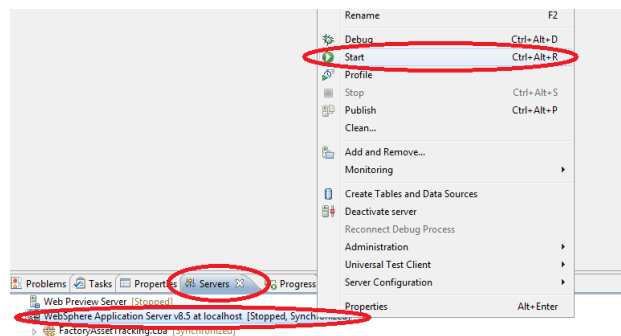 Rename F2
Debug Ctrl+Alt+D
Start Ctrl+Alt+R
Profile
Stop Ctrl+Alt+S
Publish Ctrl+Alt+P
Clean...
Add and Remove...
Monitoring
Create Tables and Data Sources
Deactivate server
Reconnect Debug Process
Administration
Universal Test Client
Server Configuration
Properties Alt+Enter
Problems Tasks Properties Servers Progress
Web Preview Server [Stopped]
WebSphere Application Server v8.5 at localhost [Stopped, Synchronized]
FactoryAssetTracking.cba [Synchronized]